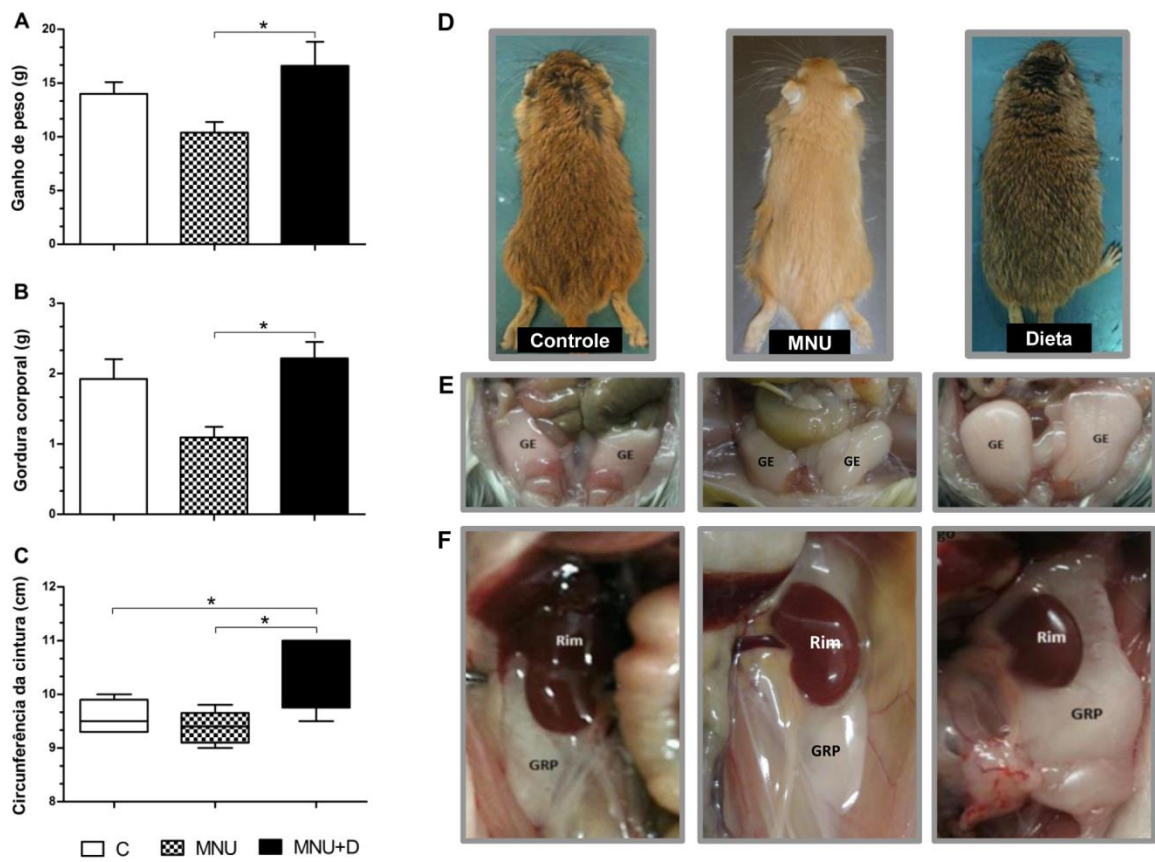 A
Ganho de peso (g)
20
15
10
5
0
*
B
Gordura corporal (g)
3
2
1
0
*
C
Circunferência da cintura (cm)
12
11
10
9
8
*
*
C MNU MNU+D
D
Controle MNU Dieta
E
GE GE GE GE GE GE
F
Rim Rim go Rim
GRP GRP GRP